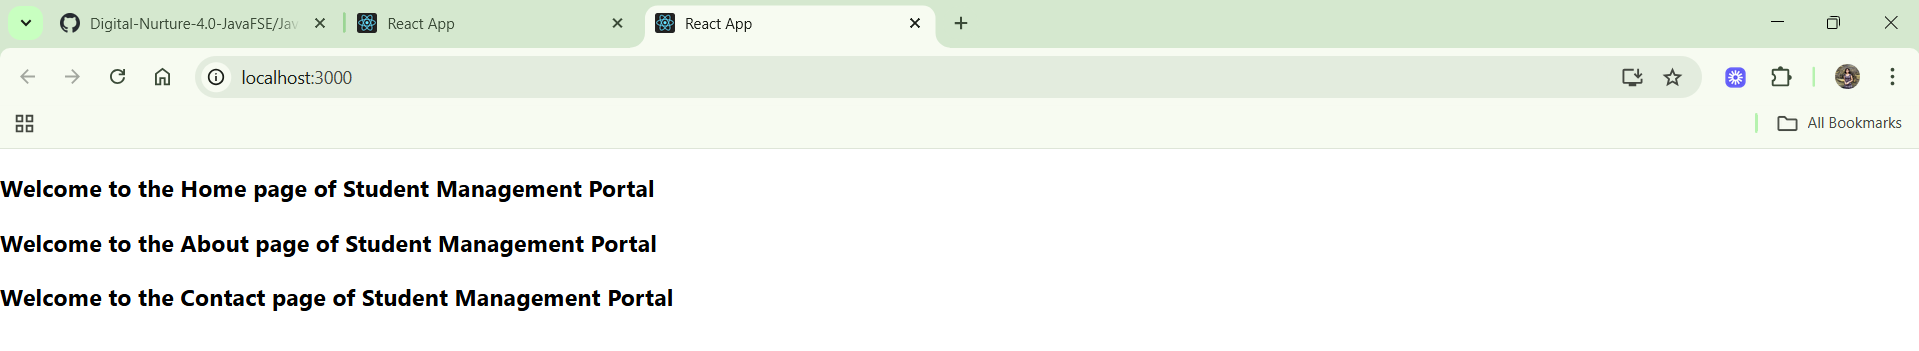 Digital-Nurture-4.0-JavaFSE/Jav
React App
React App
localhost:3000
All Bookmarks
Welcome to the Home page of Student Management Portal
Welcome to the About page of Student Management Portal
Welcome to the Contact page of Student Management Portal